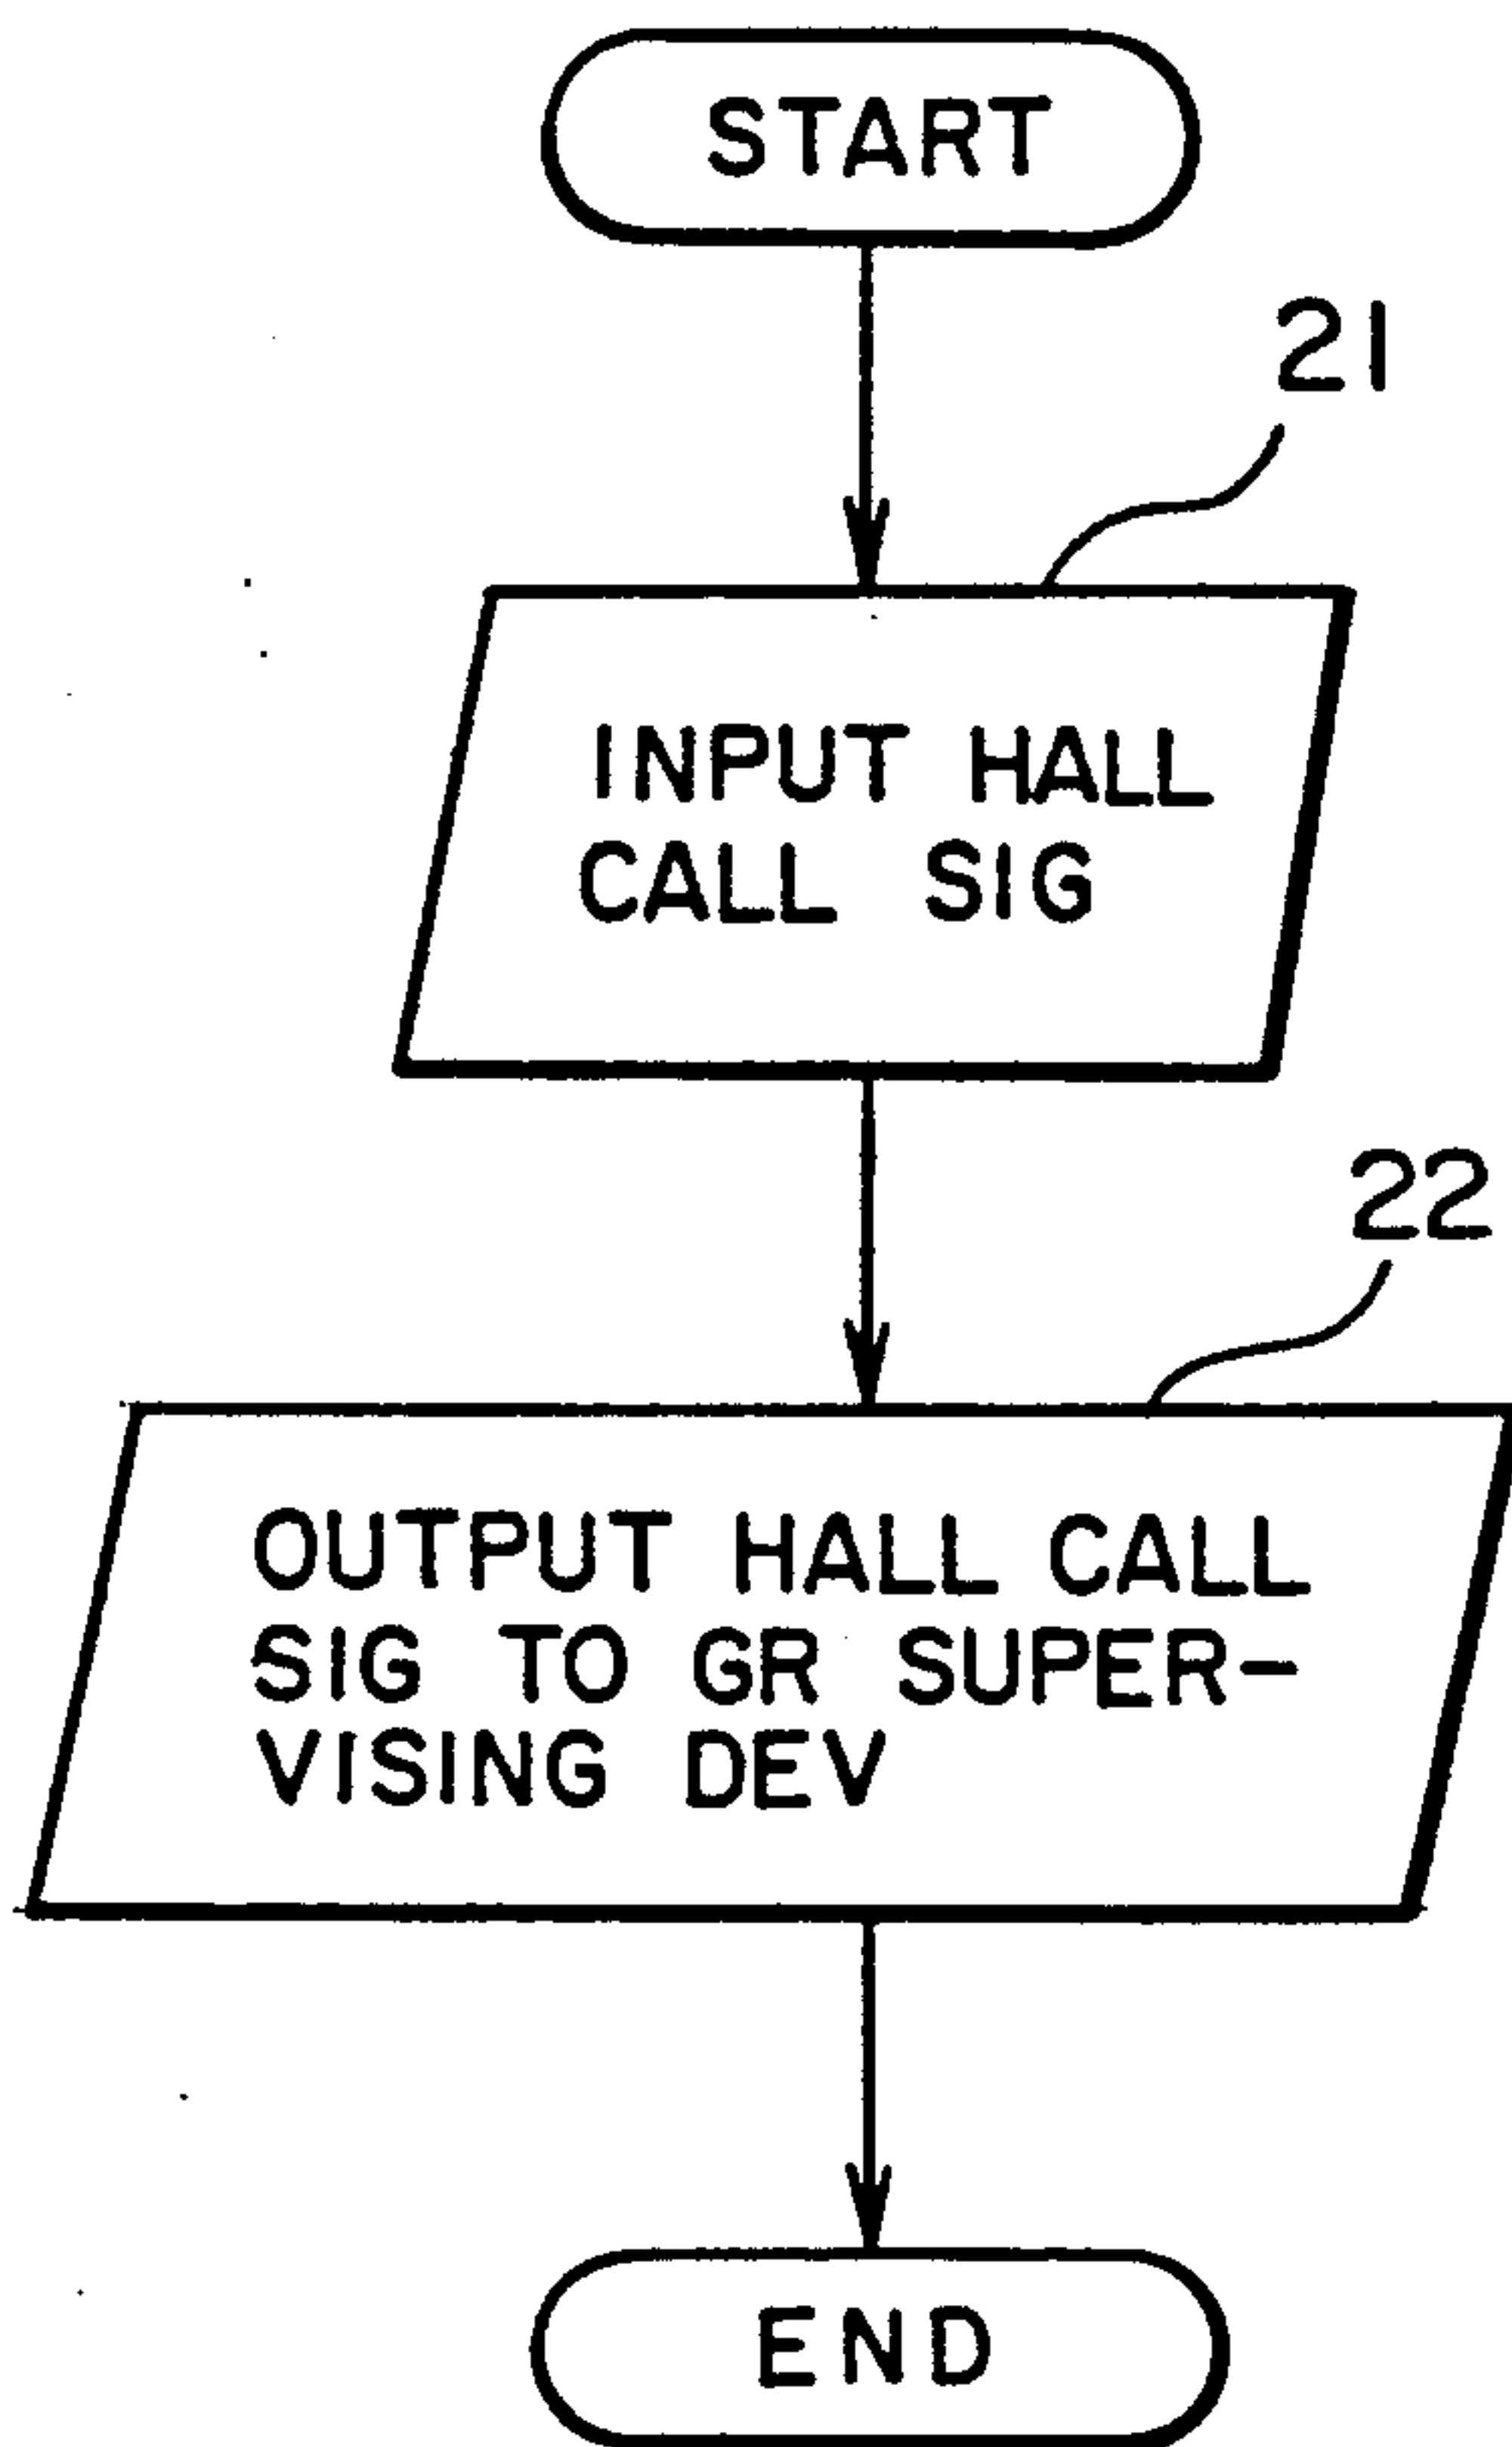 START
21
INPUT HALL
CALL SIG
22
OUTPUT HALL CALL
SIG TO GR SUPER-
VISING DEV
END